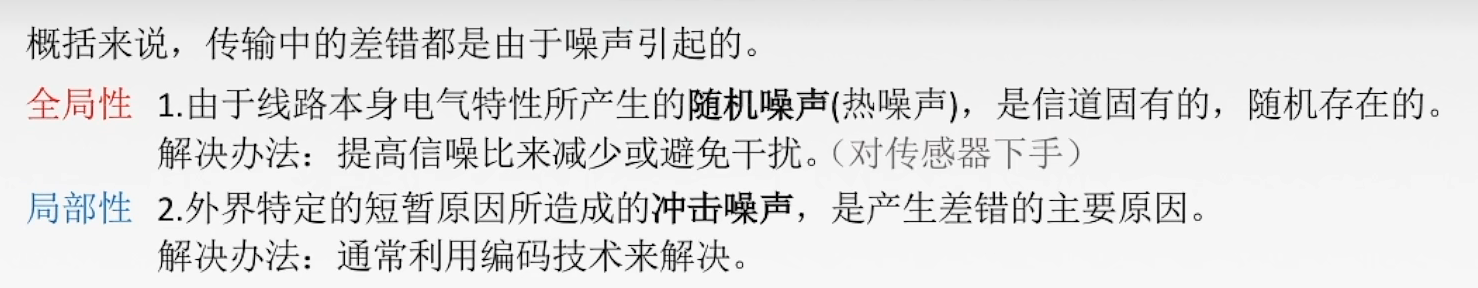 概括来说，传输中的差错都是由于噪声引起的。
全局性 1.由于线路本身电气特性所产生的随机噪声(热噪声)，是信道固有的，随机存在的。
解决办法：提高信噪比来减少或避免干扰。（对传感器下手）
局部性 2.外界特定的短暂原因所造成的冲击噪声，是产生差错的主要原因。
解决办法：通常利用编码技术来解决。